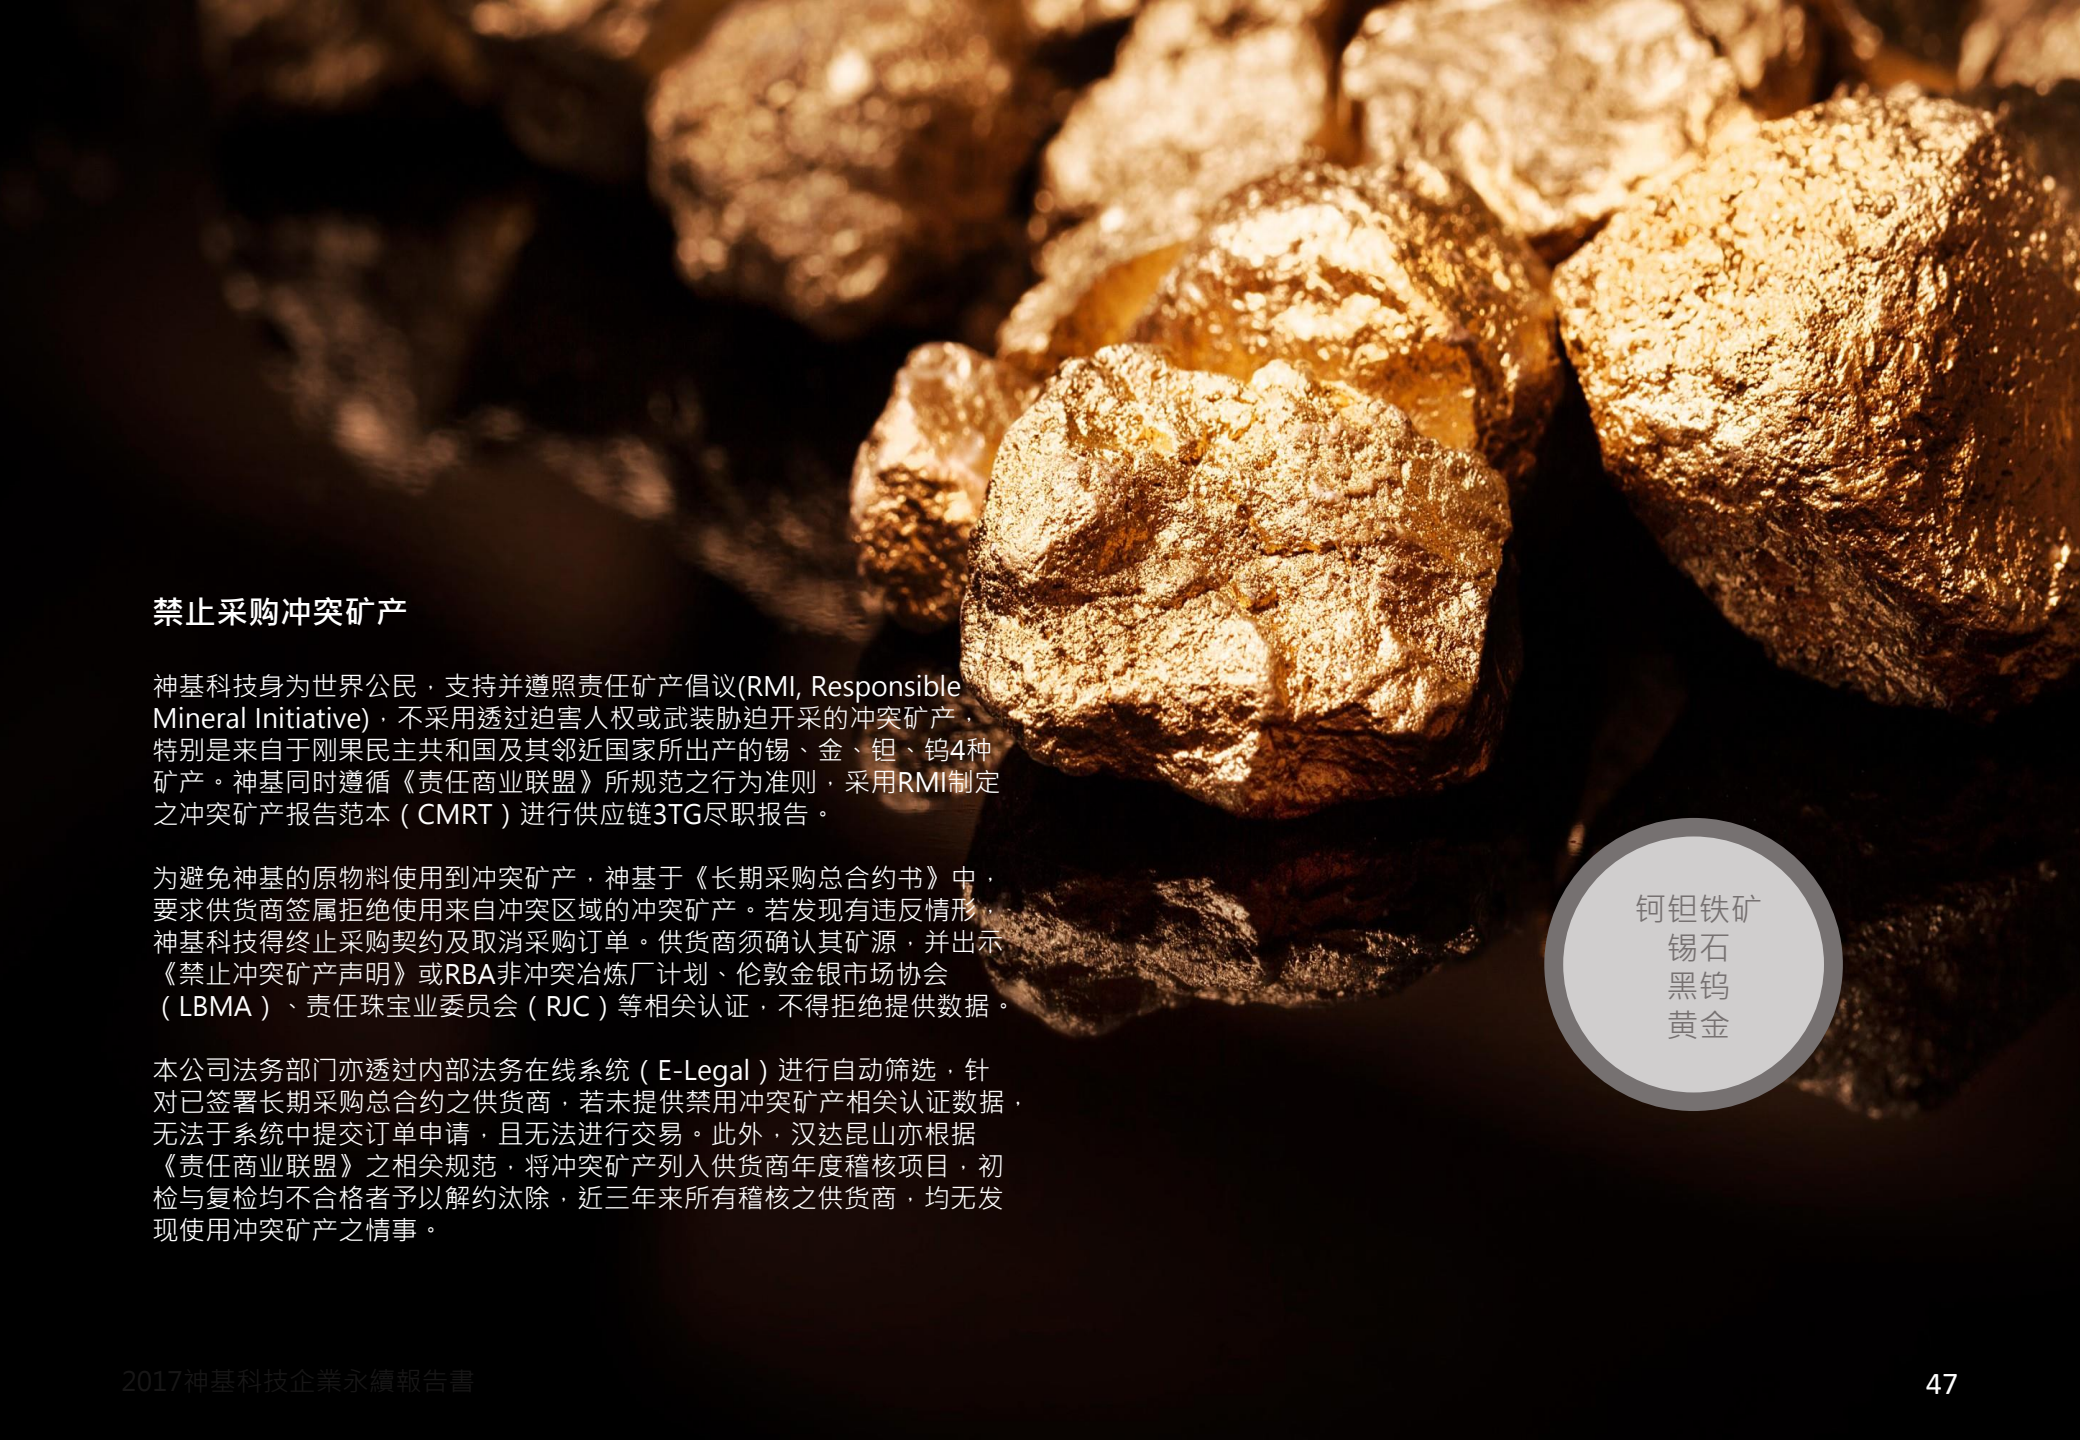 禁止采购冲突矿产
神基科技身为世界公民，支持并遵照责任矿产倡议(RMI, Responsible
Mineral Initiative)，不采用透过迫害人权或武装胁迫开采的冲突矿产，
特别是来自于刚果民主共和国及其邻近国家所出产的锡、金、钽、钨4种
矿产。神基同时遵循《责任商业联盟》所规范之行为准则，采用RMI制定
之冲突矿产报告范本（CMRT）进行供应链3TG尽职报告。
为避免神基的原物料使用到冲突矿产，神基于《长期采购总合约书》中，
要求供货商签属拒绝使用来自冲突区域的冲突矿产。若发现有违反情形，
神基科技得终止采购契约及取消采购订单。供货商须确认其矿源，并出示
《禁止冲突矿产声明》或RBA非冲突冶炼厂计划、伦敦金银市场协会
（LBMA）、责任珠宝业委员会（RJC）等相关认证，不得拒绝提供数据。
本公司法务部门亦透过内部法务在线系统（E-Legal）进行自动筛选，针
对已签署长期采购总合约之供货商，若未提供禁用冲突矿产相关认证数据，
无法于系统中提交订单申请，且无法进行交易。此外，汉达昆山亦根据
《责任商业联盟》之相关规范，将冲突矿产列入供货商年度稽核项目，初
检与复检均不合格者予以解约汰除，近三年来所有稽核之供货商，均无发
现使用冲突矿产之情事。
钶钽铁矿
锡石
黑钨
黄金
2017神基科技企業永續報告書
47